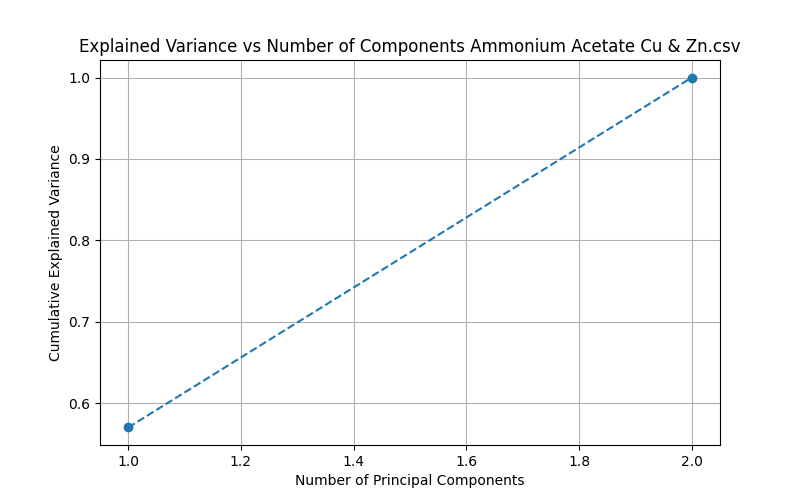 Explained Variance vs Number of Components Ammonium Acetate Cu & Zn.csv
1.0
0.9
0.8
0.7
0.6
Cumulative Explained Variance
1.0 1.2 1.4 1.6 1.8 2.0
Number of Principal Components